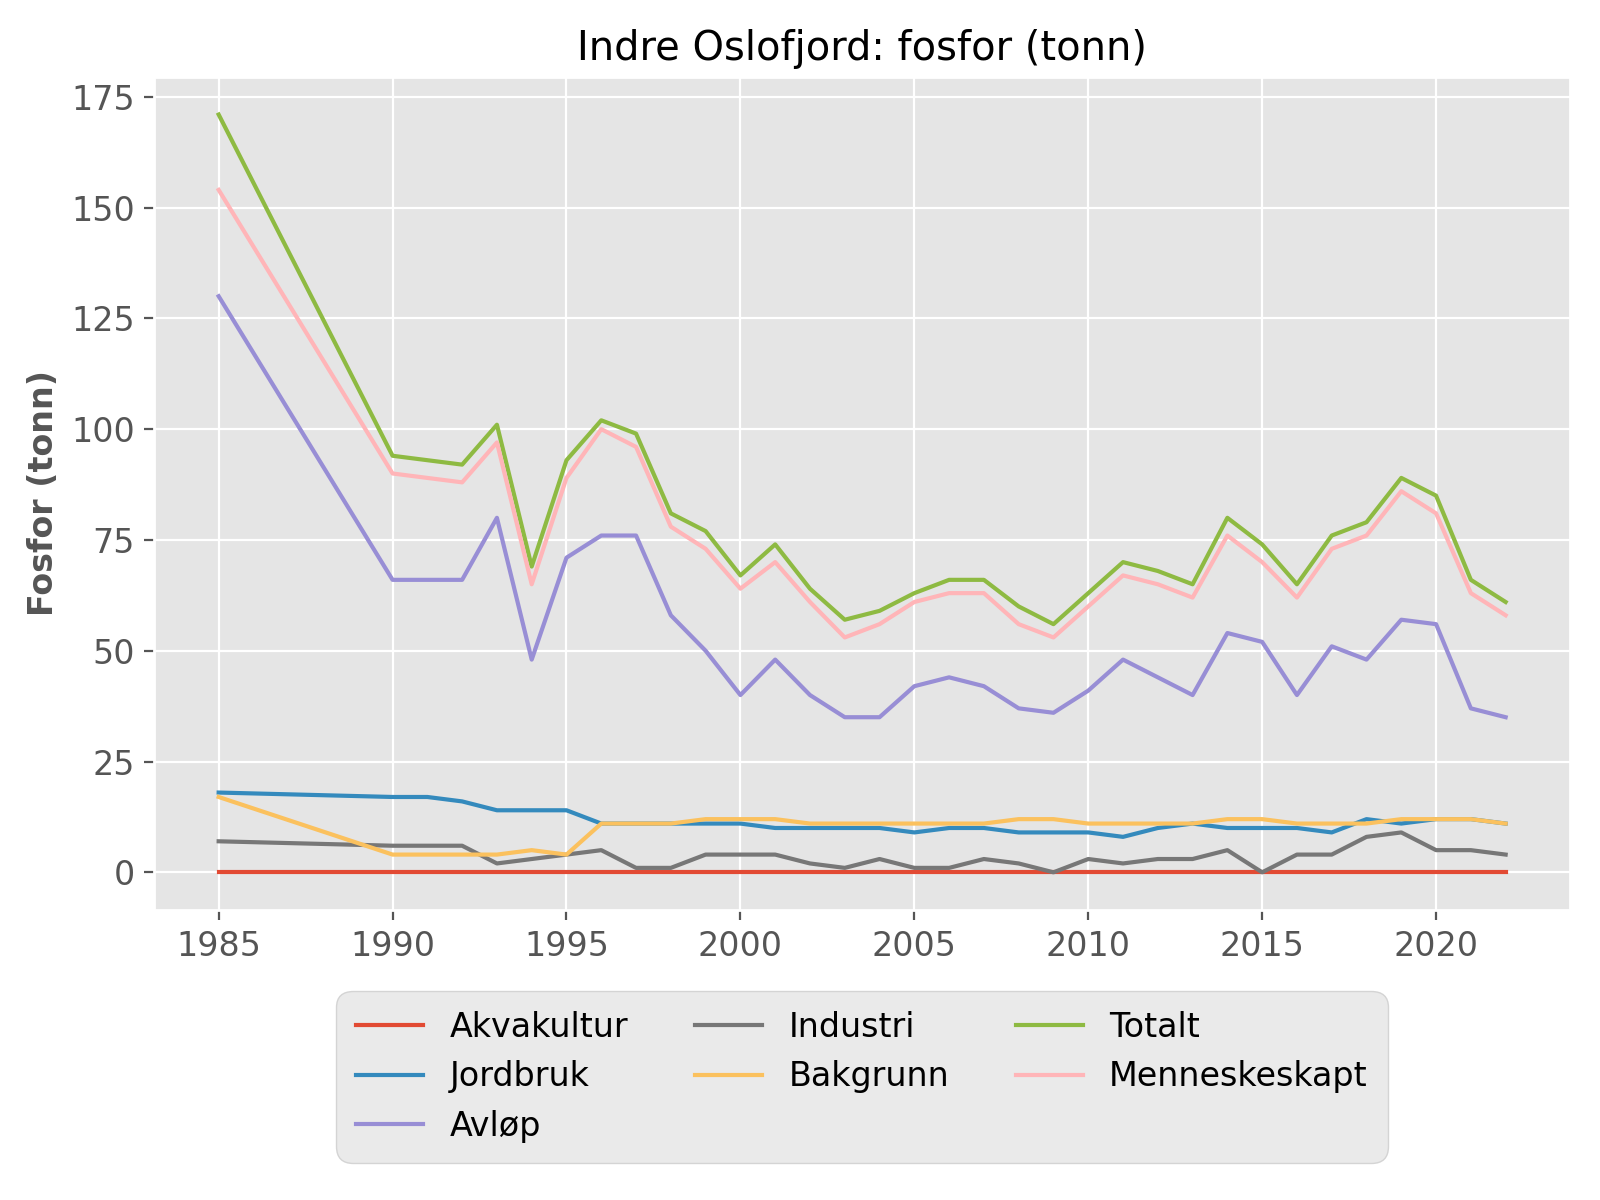 Indre Oslofjord: fosfor (tonn)
Fosfor (tonn)
175
150
125
100
75
50
25
0
1985 1990 1995 2000 2005 2010 2015 2020
Akvakultur Industri Totalt
Jordbruk Bakgrunn Menneskeskapt
Avløp